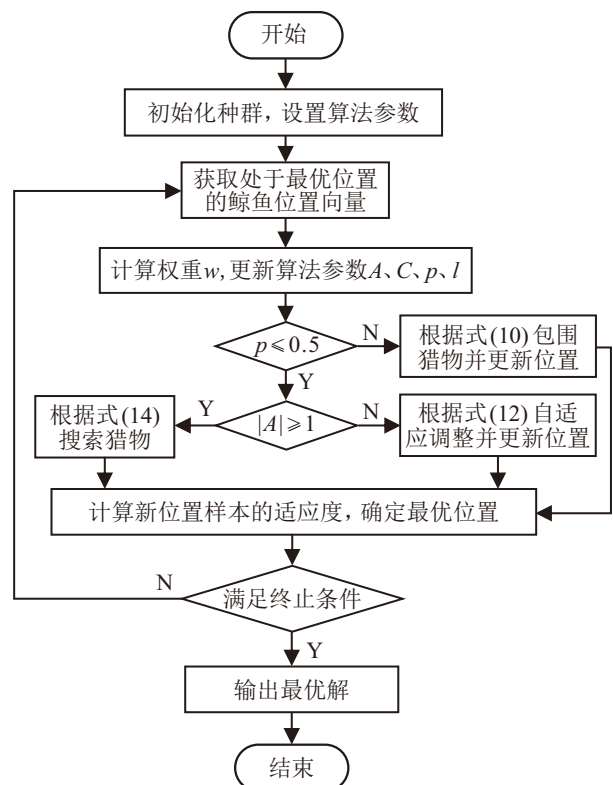 开始
初始化种群，设置算法参数
获取处于最优位置
的鲸鱼位置向量
计算权重w,更新算法参数A、C、p、l
p≤0.5
N
根据式(10)包围
猎物并更新位置
Y
根据式(14)
搜索猎物
Y
|A|≥1
N
根据式(12)自适
应调整并更新位置
计算新位置样本的适应度，确定最优位置
N
满足终止条件
Y
输出最优解
结束